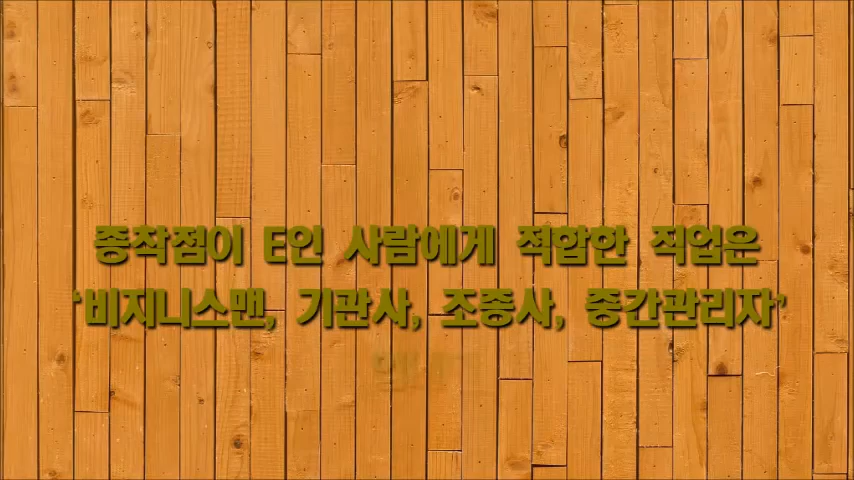 종착점이 E인 사람에게 적합한 직업은
‘비지니스맨, 기관사, 조종사, 중간관리자’